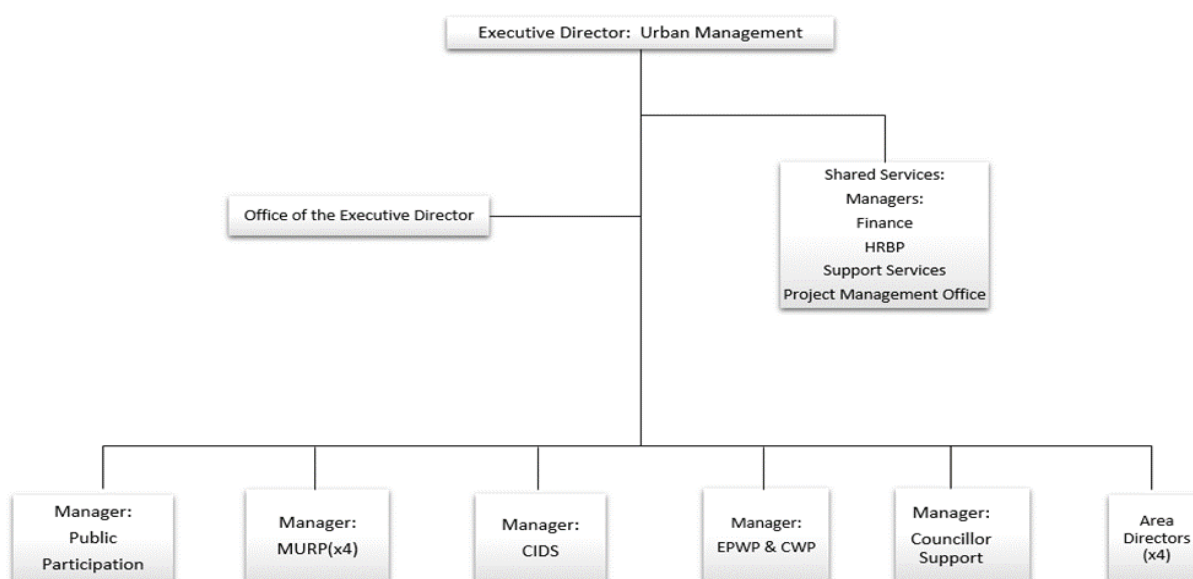 Executive Director: Urban Management
Shared Services:
Managers:
Finance
HRBP
Support Services
Project Management Office
Office of the Executive Director
Manager:
Public
Participation
Manager:
MURP(x4)
Manager:
CIDS
Manager:
EPWP & CWP
Manager:
Councillor
Support
Area
Directors
(x4)